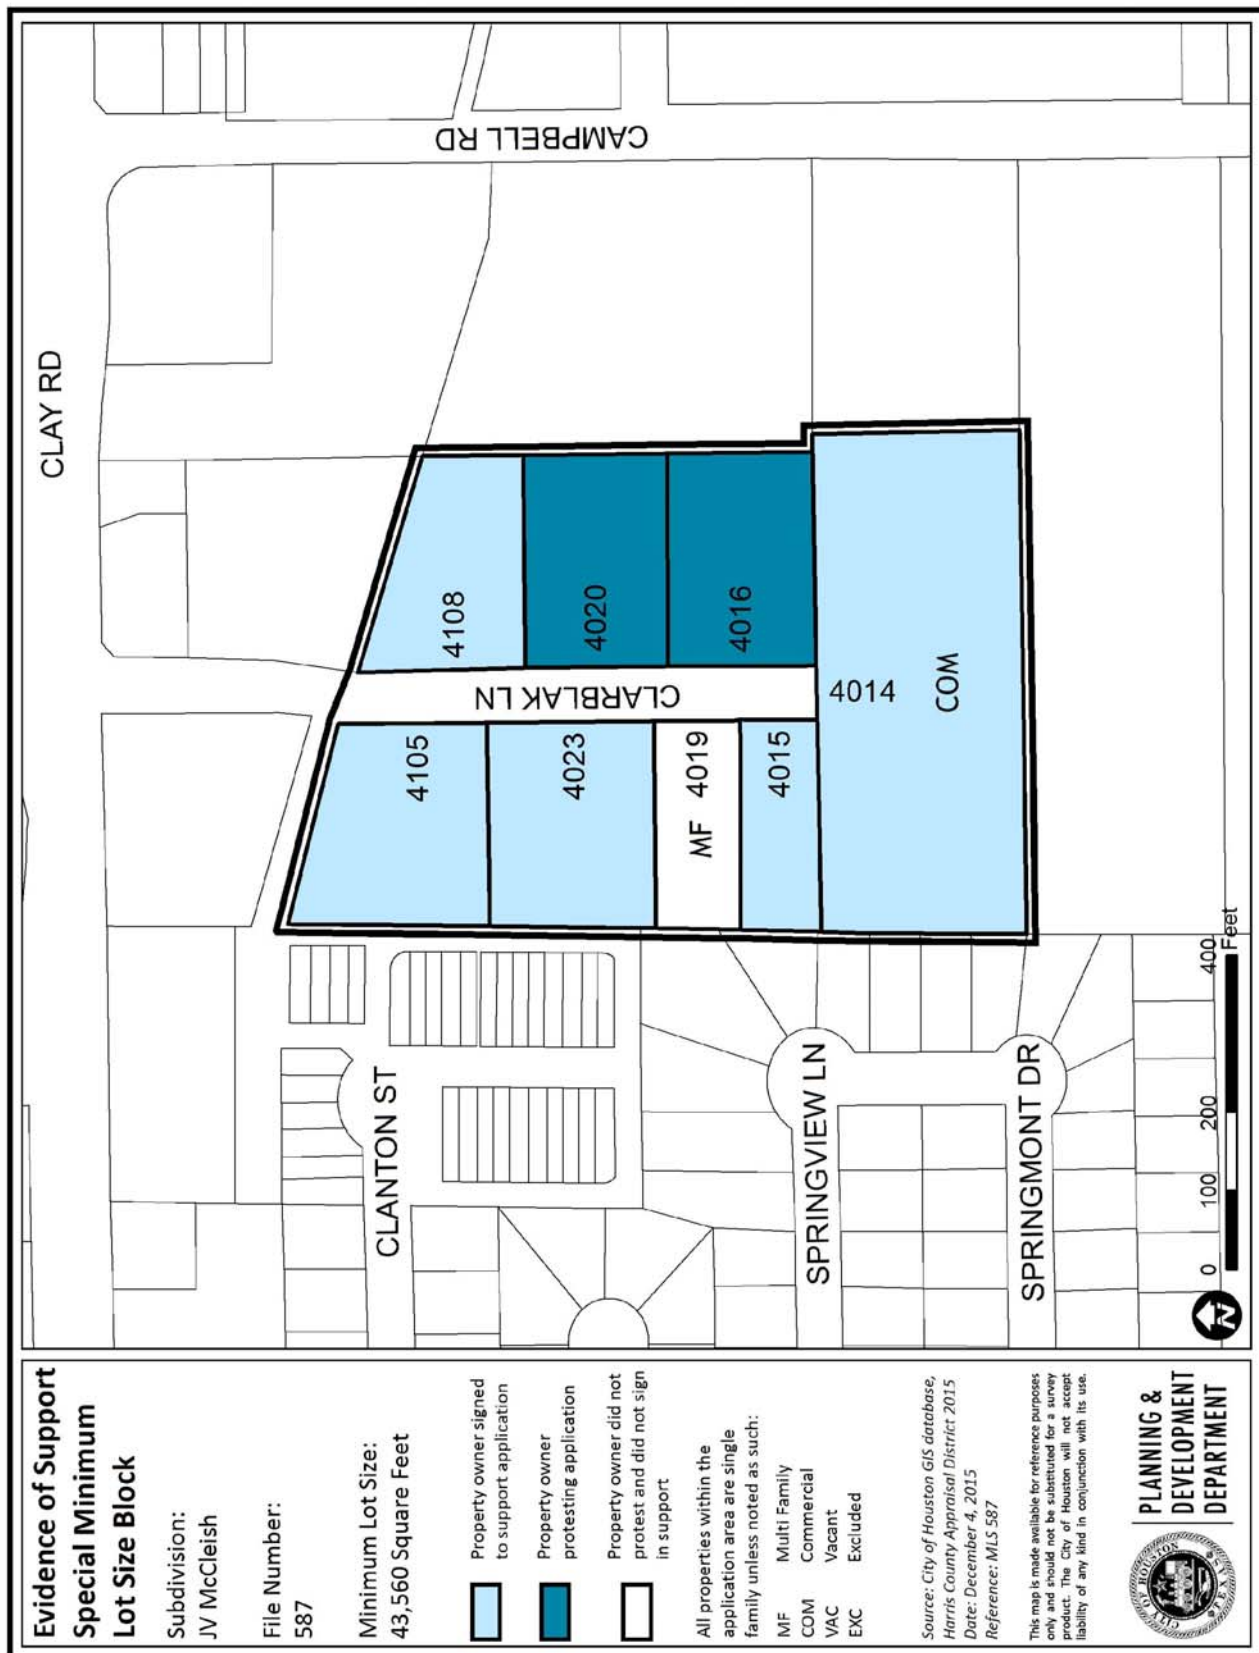 Evidence of Support
Special Minimum
Lot Size Block
Subdivision:
JV McCleish
File Number:
587
Minimum Lot Size:
43,560 Square Feet
Property owner signed
to support application
Property owner
protesting application
Property owner did not
protest and did not sign
in support
All properties within the
application area are single
family unless noted as such:
MF Multi Family
COM Commercial
VAC Vacant
EXC Excluded
Source: City of Houston GIS database,
Harris County Appraisal District 2015
Date: December 4, 2015
Reference: MLS 587
This map is made available for reference purposes
only and should not be substituted for a survey
product. The City of Houston will not accept
liability of any kind in conjunction with its use.
CITY OF HOUSTON
TEXAS
PLANNING &
DEVELOPMENT
DEPARTMENT
CLAY RD
CAMPBELL RD
CLARBLAK LN
4105
4108
4023
4020
MF 4019
4016
4015
4014
COM
CLANTON ST
SPRINGVIEW LN
SPRINGMONT DR
N
0 100 200 400
Feet